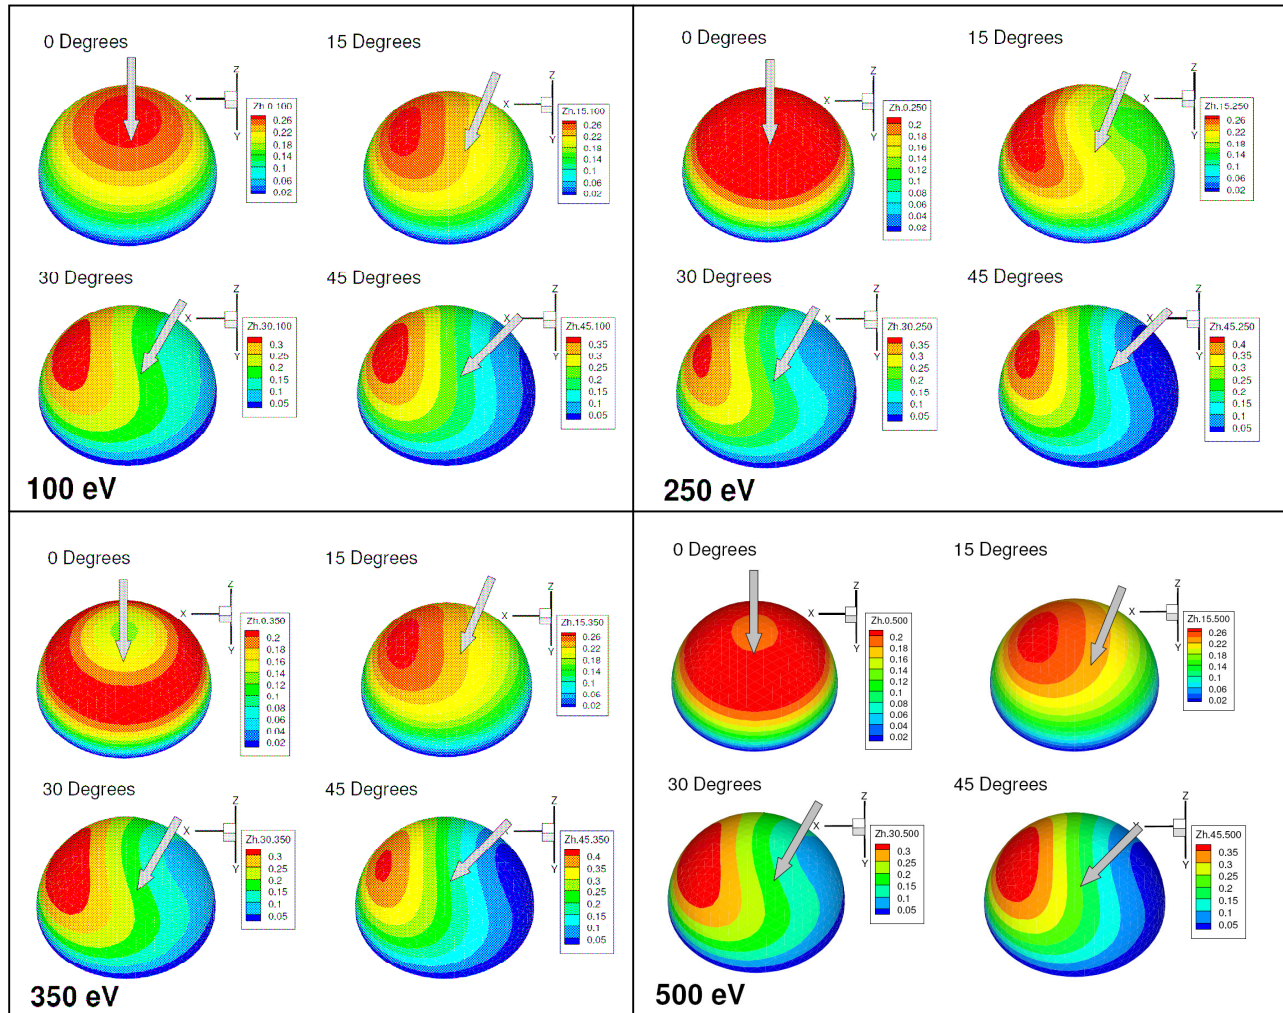 0 Degrees
X
Z
Y
Zh.0.100
0.26
0.22
0.18
0.14
0.1
0.06
0.02
15 Degrees
X
Z
Y
Zh.15.100
0.26
0.22
0.18
0.14
0.1
0.06
0.02
30 Degrees
X
Z
Y
Zh.30.100
0.3
0.25
0.2
0.15
0.1
0.05
45 Degrees
X
Z
Y
Zh.45.100
0.35
0.3
0.25
0.2
0.15
0.1
0.05
100 eV
0 Degrees
X
Z
Y
Zh.0.250
0.2
0.18
0.16
0.14
0.12
0.1
0.08
0.06
0.04
0.02
15 Degrees
X
Z
Y
Zh.15.250
0.26
0.22
0.18
0.14
0.1
0.06
0.02
30 Degrees
X
Z
Y
Zh.30.250
0.35
0.3
0.25
0.2
0.15
0.1
0.05
45 Degrees
X
Z
Y
Zh.45.250
0.4
0.35
0.3
0.25
0.2
0.15
0.1
0.05
250 eV
0 Degrees
X
Z
Y
Zh.0.350
0.2
0.18
0.16
0.14
0.12
0.1
0.08
0.06
0.04
0.02
15 Degrees
X
Z
Y
Zh.15.350
0.26
0.22
0.18
0.14
0.1
0.06
0.02
30 Degrees
X
Z
Y
Zh.30.350
0.3
0.25
0.2
0.15
0.1
0.05
45 Degrees
X
Z
Y
Zh.45.350
0.4
0.35
0.3
0.25
0.2
0.15
0.1
0.05
350 eV
0 Degrees
X
Z
Y
Zh.0.500
0.2
0.18
0.16
0.14
0.12
0.1
0.08
0.06
0.04
0.02
15 Degrees
X
Z
Y
Zh.15.500
0.26
0.22
0.18
0.14
0.1
0.06
0.02
30 Degrees
X
Z
Y
Zh.30.500
0.3
0.25
0.2
0.15
0.1
0.05
45 Degrees
X
Z
Y
Zh.45.500
0.35
0.3
0.25
0.2
0.15
0.1
0.05
500 eV